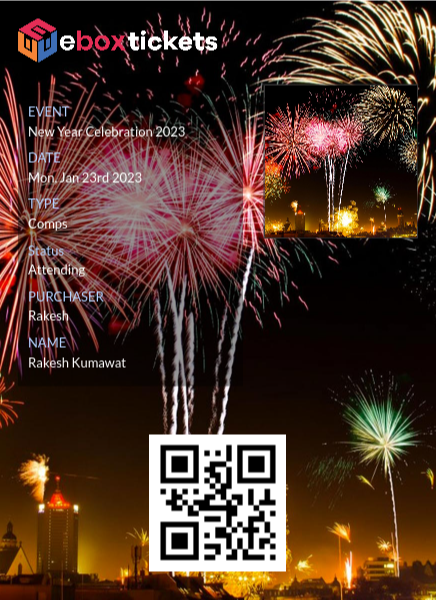 eboxtickets
EVENT
New Year Celebration 2023
DATE
Mon, Jan 23rd 2023
TYPE
Comps
Status
Attending
PURCHASER
Rakesh
NAME
Rakesh Kumawat